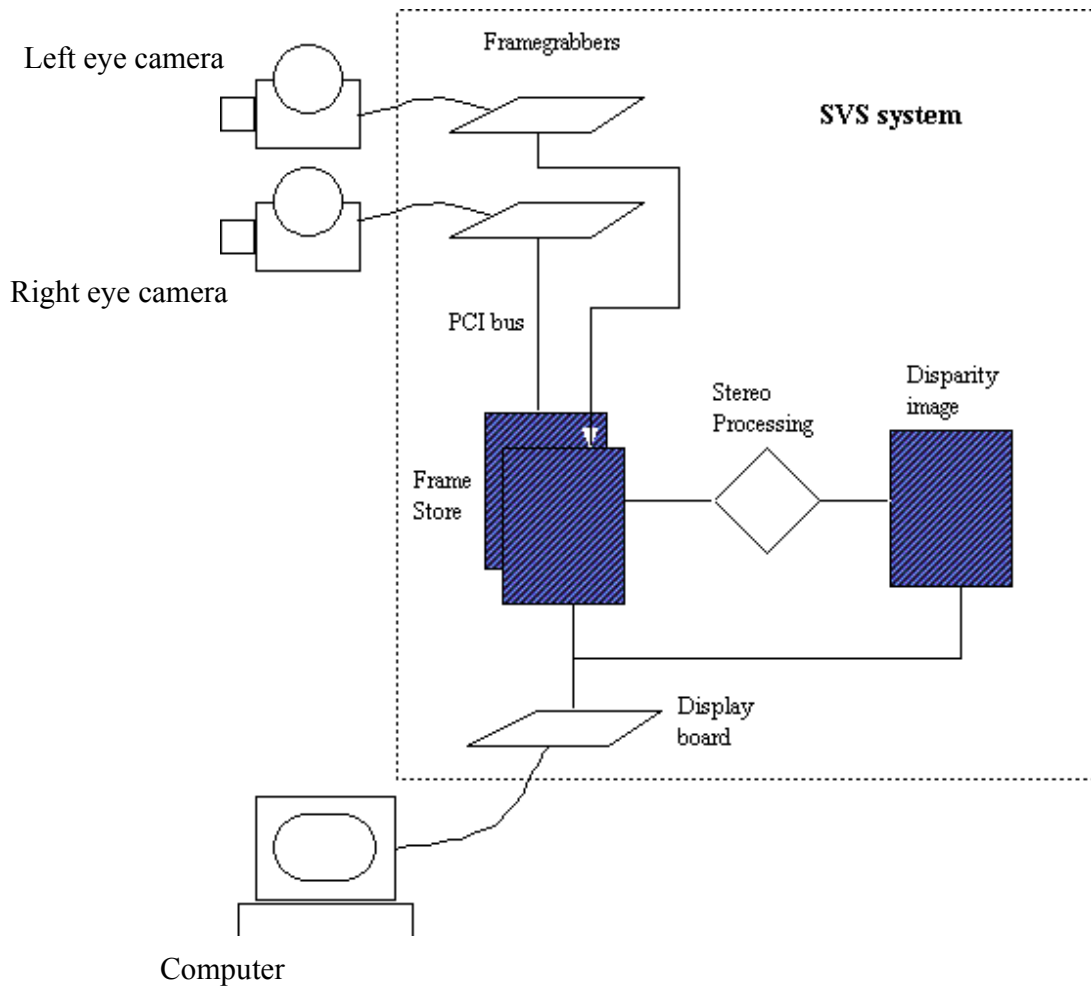 Left eye camera
Framegrabbers
SVS system
Right eye camera
PCI bus
Stereo
Processing
Disparity
image
Frame
Store
Display
board
Computer